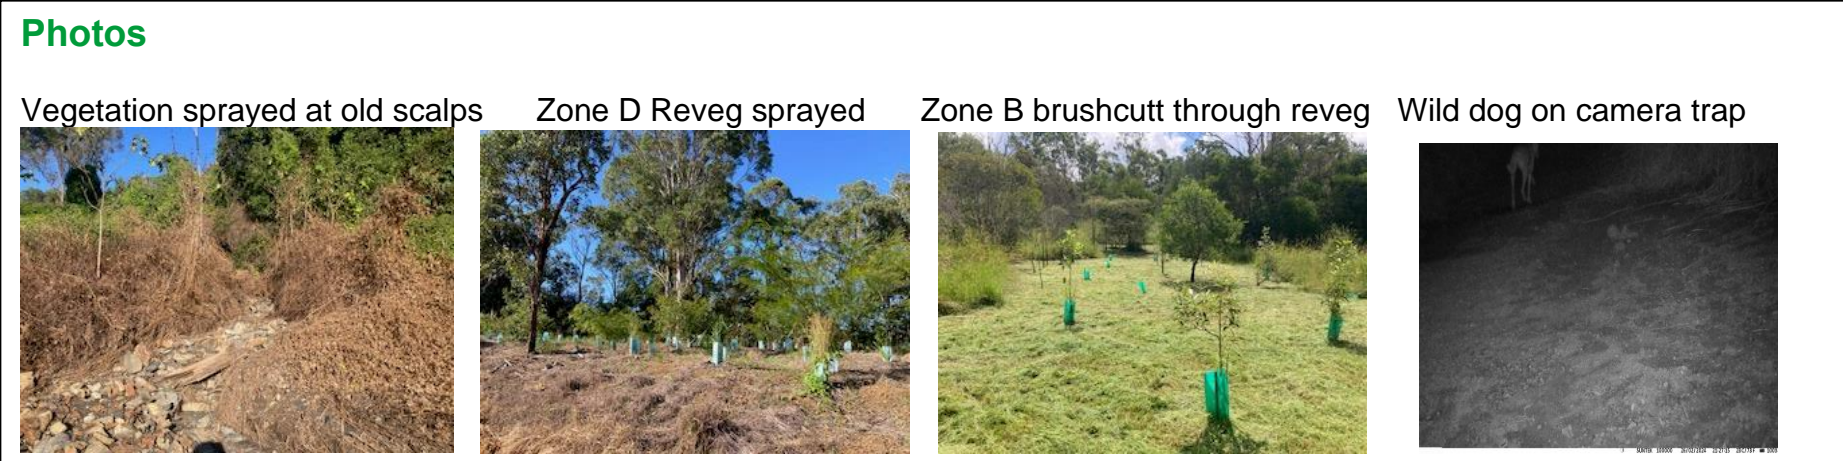 Photos
Vegetation sprayed at old scalps
Zone D Reveg sprayed
Zone B brushcutt through reveg
Wild dog on camera trap